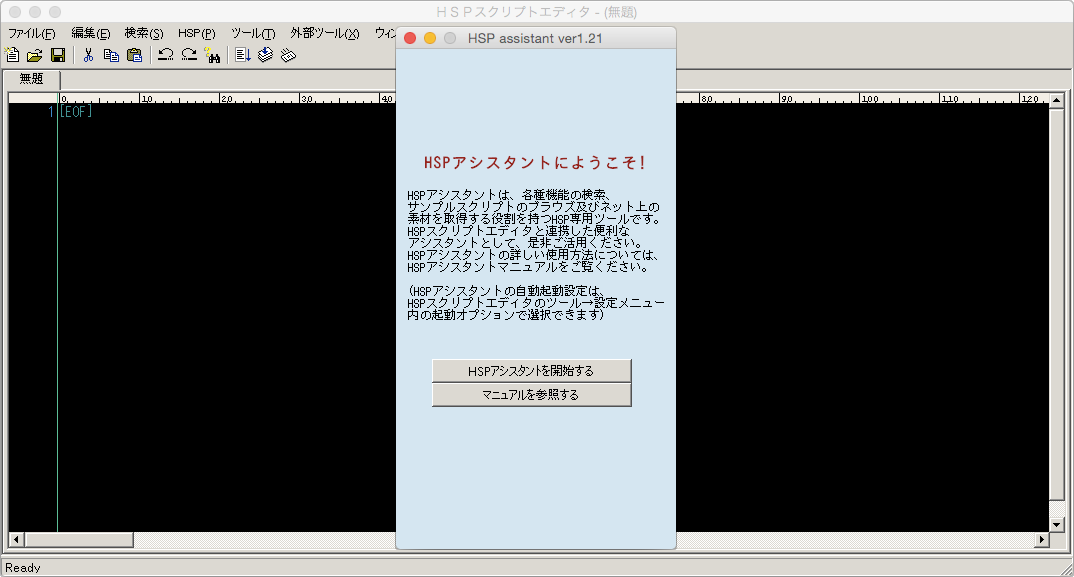 ＨＳＰスクリプトエディタ - (無題)
ファイル(F) 編集(E) 検索(S) HSP(P) ツール(T) 外部ツール(X) ウィン
無題
0 10 20 30 40 80 90 100 110 120
1 [EOF]
HSP assistant ver1.21
HSPアシスタントにようこそ!
HSPアシスタントは、各種機能の検索、
サンプルスクリプトのブラウズ及びネット上の
素材を取得する役割を持つHSP専用ツールです。
HSPスクリプトエディタと連携した便利な
アシスタントとして、是非ご活用ください。
HSPアシスタントの詳しい使用方法については、
HSPアシスタントマニュアルをご覧ください。
(HSPアシスタントの自動起動設定は、
HSPスクリプトエディタのツール→設定メニュー
内の起動オプションで選択できます)
HSPアシスタントを開始する
マニュアルを参照する
Ready